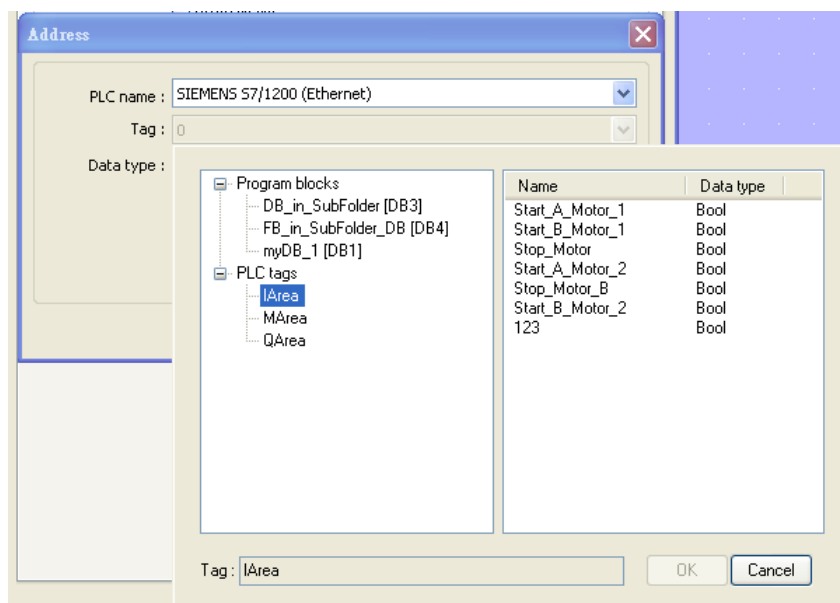 Address
PLC name : SIEMENS S7/1200 (Ethernet)
Tag : 0
Data type :
Program blocks
DB_in_SubFolder [DB3]
FB_in_SubFolder_DB [DB4]
myDB_1 [DB1]
PLC tags
IArea
MArea
QArea
Name Data type
Start_A_Motor_1 Bool
Start_B_Motor_1 Bool
Stop_Motor Bool
Start_A_Motor_2 Bool
Stop_Motor_B Bool
Start_B_Motor_2 Bool
123 Bool
Tag : IArea
OK Cancel